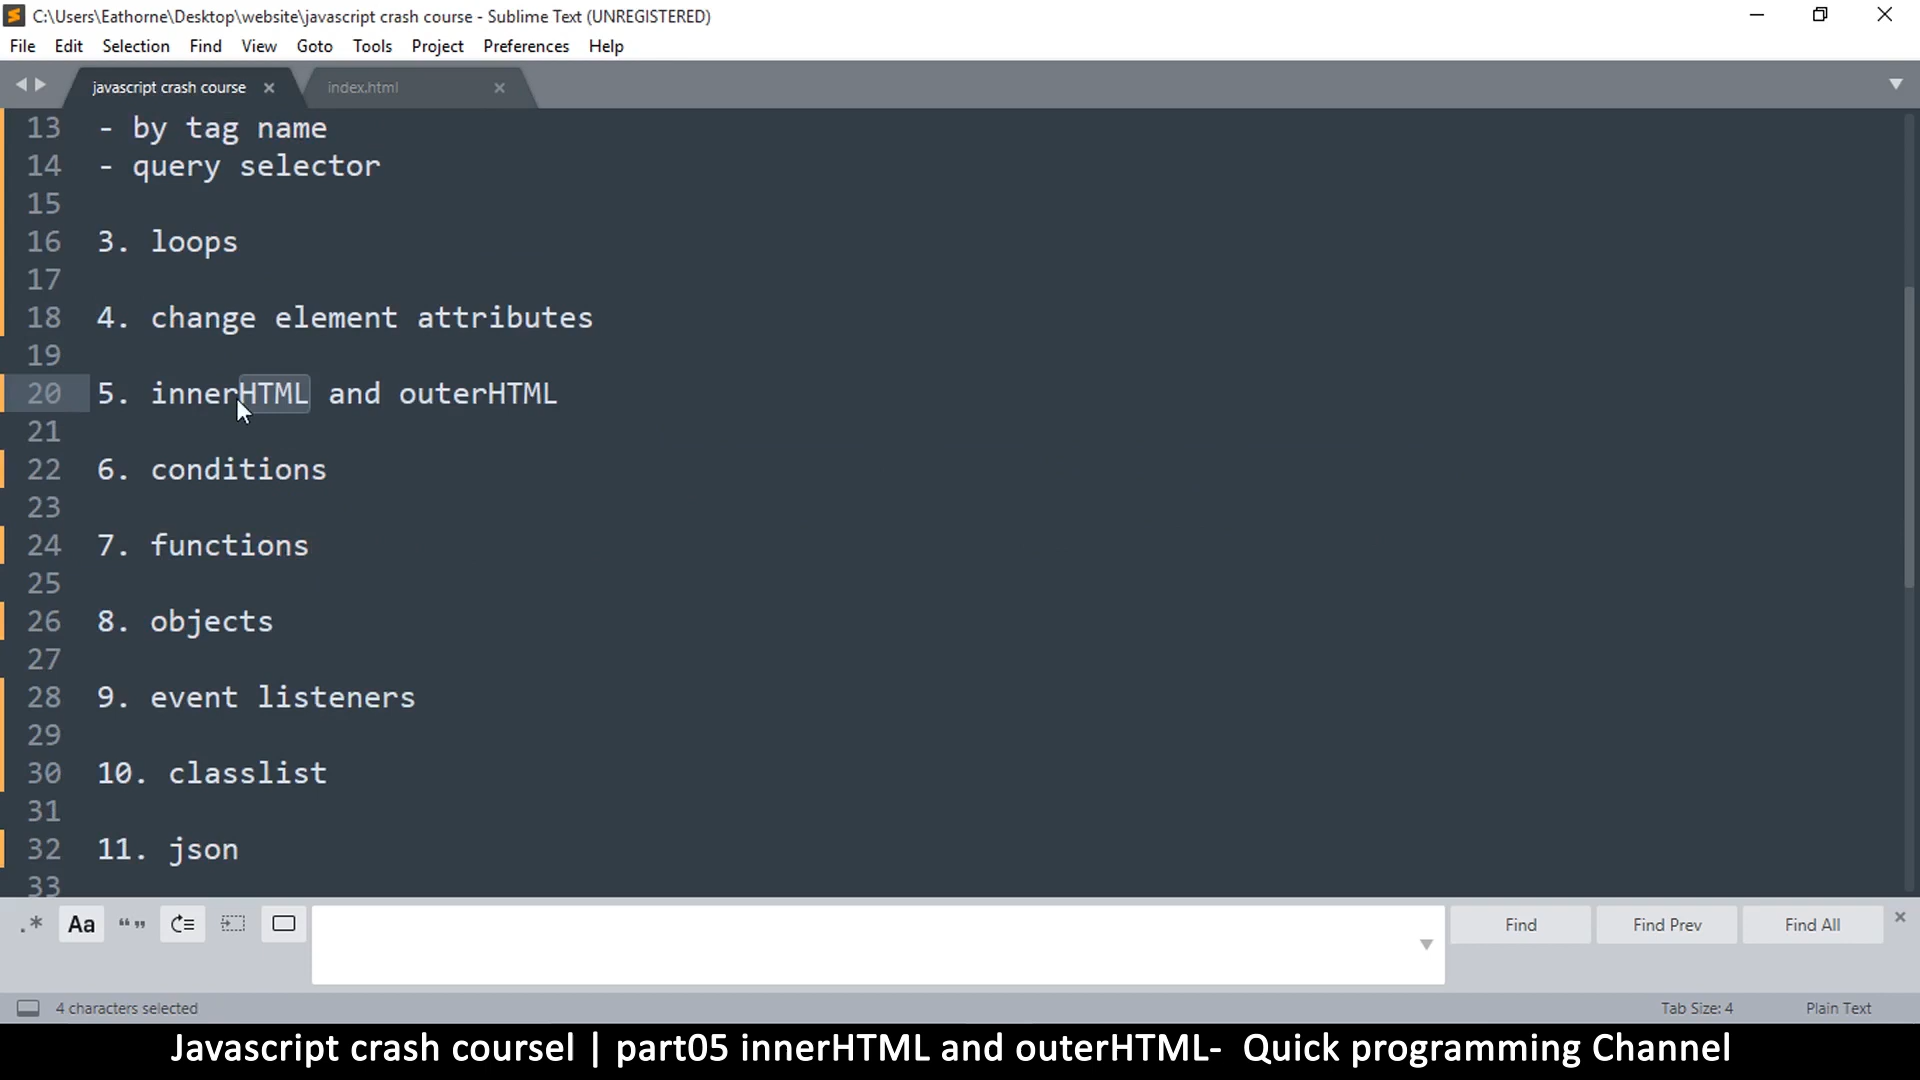 C:\Users\Eathorne\Desktop\website\javascript crash course - Sublime Text (UNREGISTERED)
File Edit Selection Find View Goto Tools Project Preferences Help
javascript crash course index.html
13 - by tag name
14 - query selector
15
16 3. loops
17
18 4. change element attributes
19
20 5. innerHTML and outerHTML
21
22 6. conditions
23
24 7. functions
25
26 8. objects
27
28 9. event listeners
29
30 10. classlist
31
32 11. json
33
.* Aa “” Find Find Prev Find All
4 characters selected Tab Size: 4 Plain Text
Javascript crash coursel | part05 innerHTML and outerHTML- Quick programming Channel